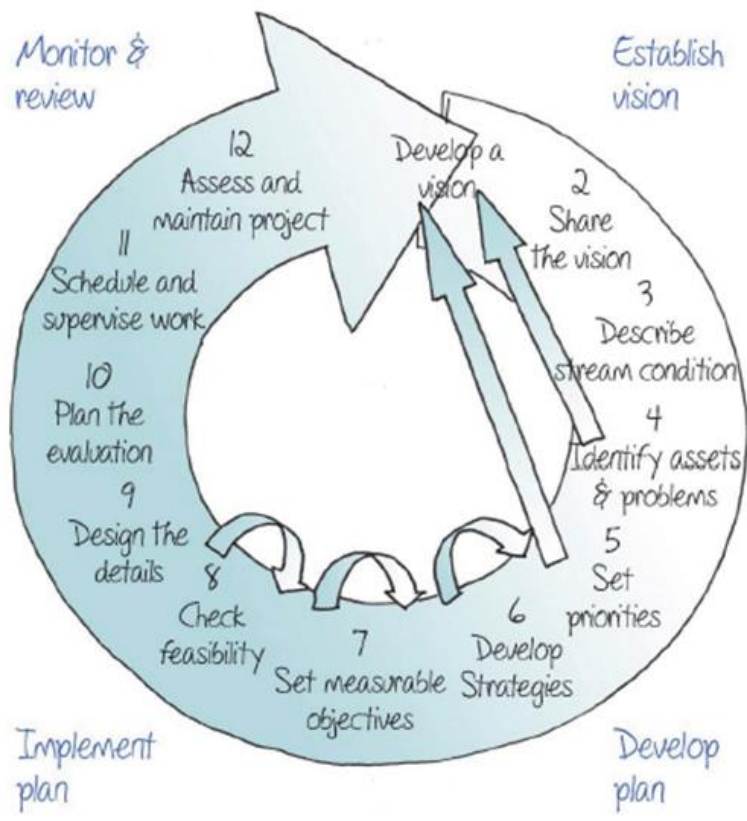 Monitor &
review
Establish
vision
1
Develop a
vision
2
Share
the vision
3
Describe
stream condition
4
Identify assets
& problems
5
Set
priorities
6
Develop
Strategies
7
Set measurable
objectives
8
Check
feasibility
9
Design the
details
10
Plan the
evaluation
11
Schedule and
supervise work
12
Assess and
maintain project
Implement
plan
Develop
plan